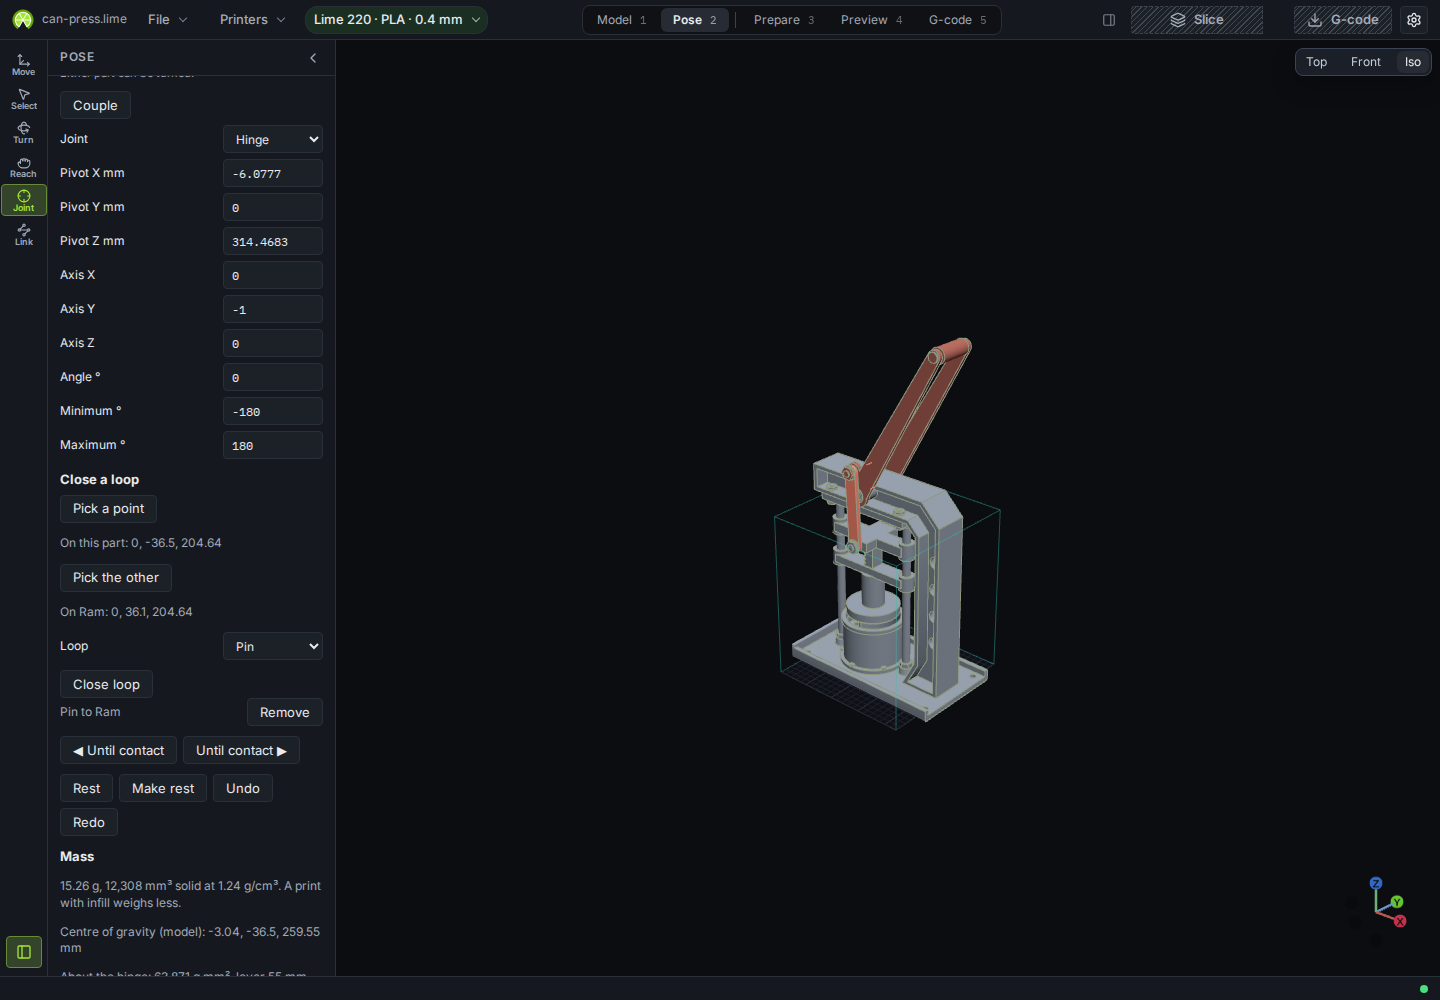 can-press.lime
File
Printers
Lime 220 · PLA · 0.4 mm
Model 1
Pose 2
Prepare 3
Preview 4
G-code 5
Slice
G-code
Move
Select
Turn
Reach
Joint
Link
POSE
Couple
Joint
Hinge
Pivot X mm
-6.0777
Pivot Y mm
0
Pivot Z mm
314.4683
Axis X
0
Axis Y
-1
Axis Z
0
Angle °
0
Minimum °
-180
Maximum °
180
Close a loop
Pick a point
On this part: 0, -36.5, 204.64
Pick the other
On Ram: 0, 36.1, 204.64
Loop
Pin
Close loop
Pin to Ram
Remove
◀ Until contact
Until contact ▶
Rest
Make rest
Undo
Redo
Mass
15.26 g, 12,308 mm³ solid at 1.24 g/cm³. A print
with infill weighs less.
Centre of gravity (model): -3.04, -36.5, 259.55
mm
Top
Front
Iso
Z
Y
X